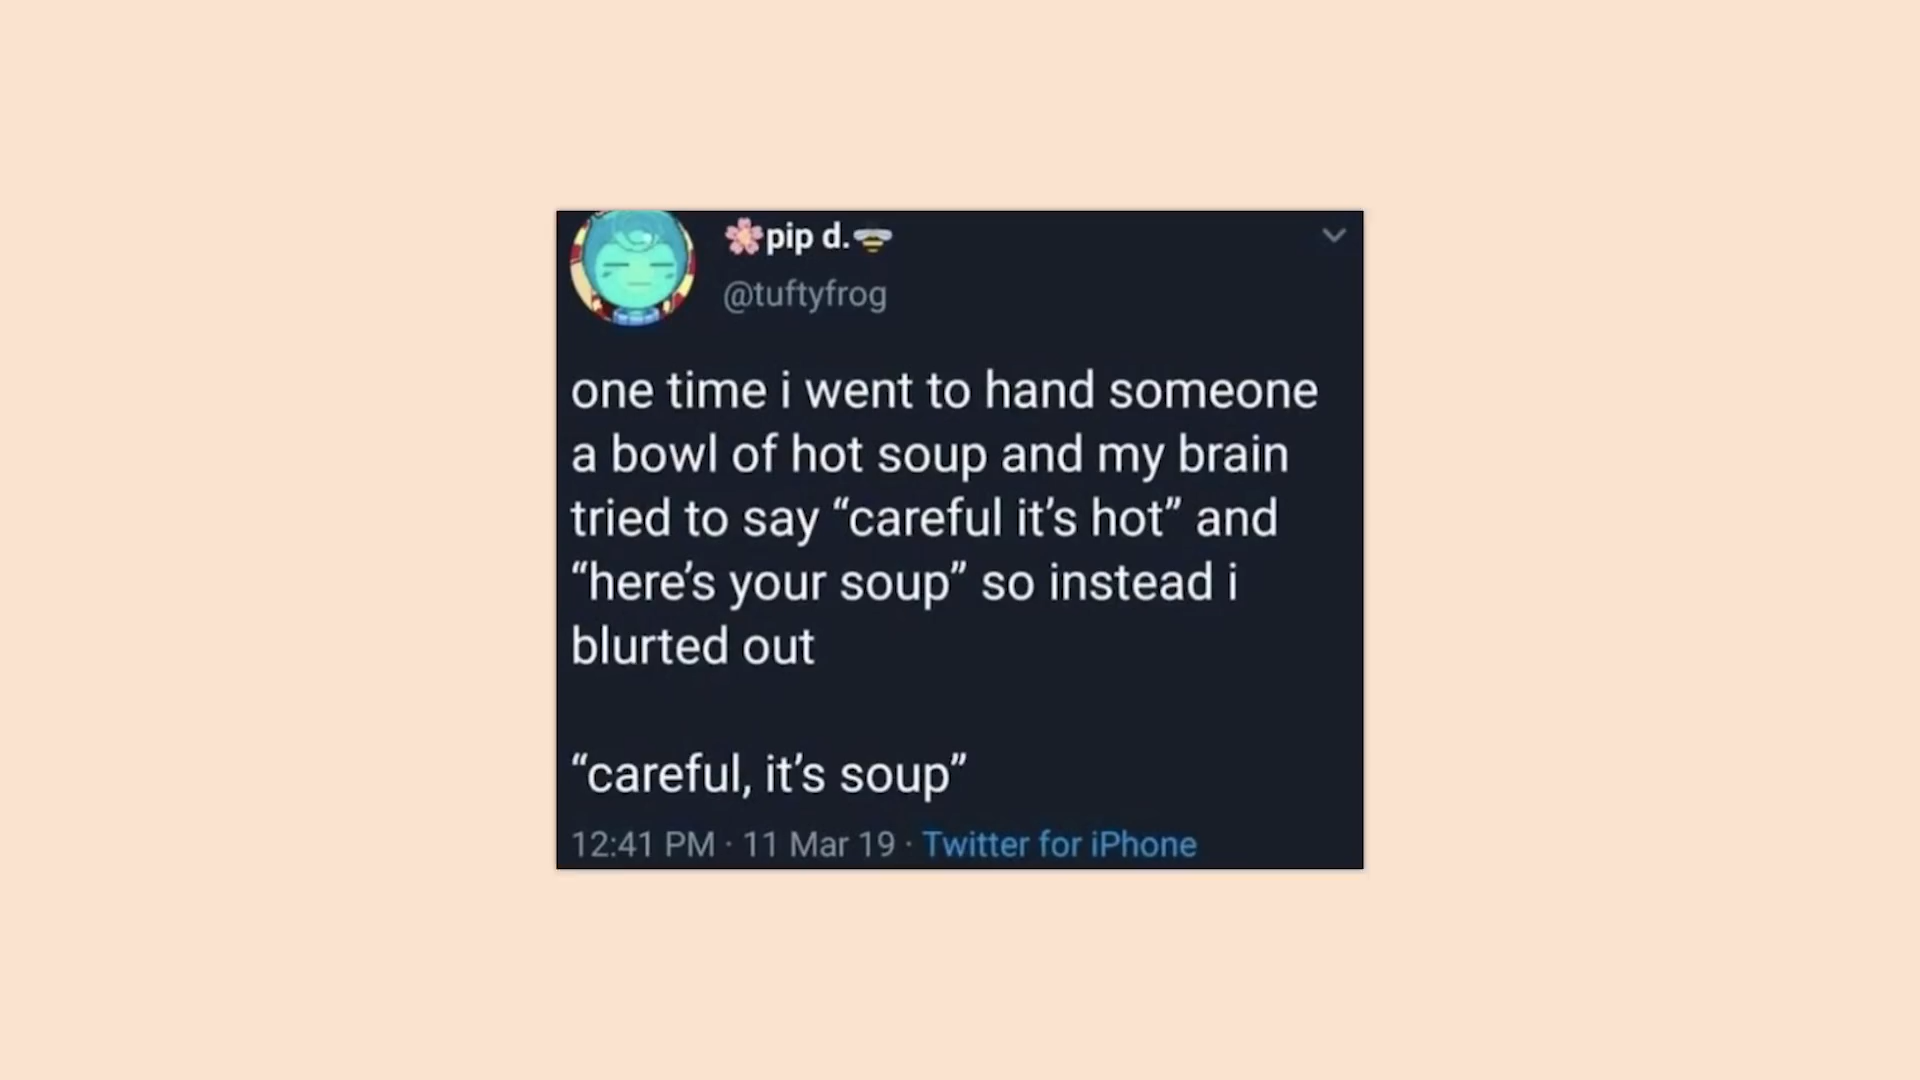 🌸pip d.🐝
@tuftyfrog
one time i went to hand someone
a bowl of hot soup and my brain
tried to say “careful it’s hot” and
“here’s your soup” so instead i
blurted out
“careful, it’s soup”
12:41 PM · 11 Mar 19 · Twitter for iPhone